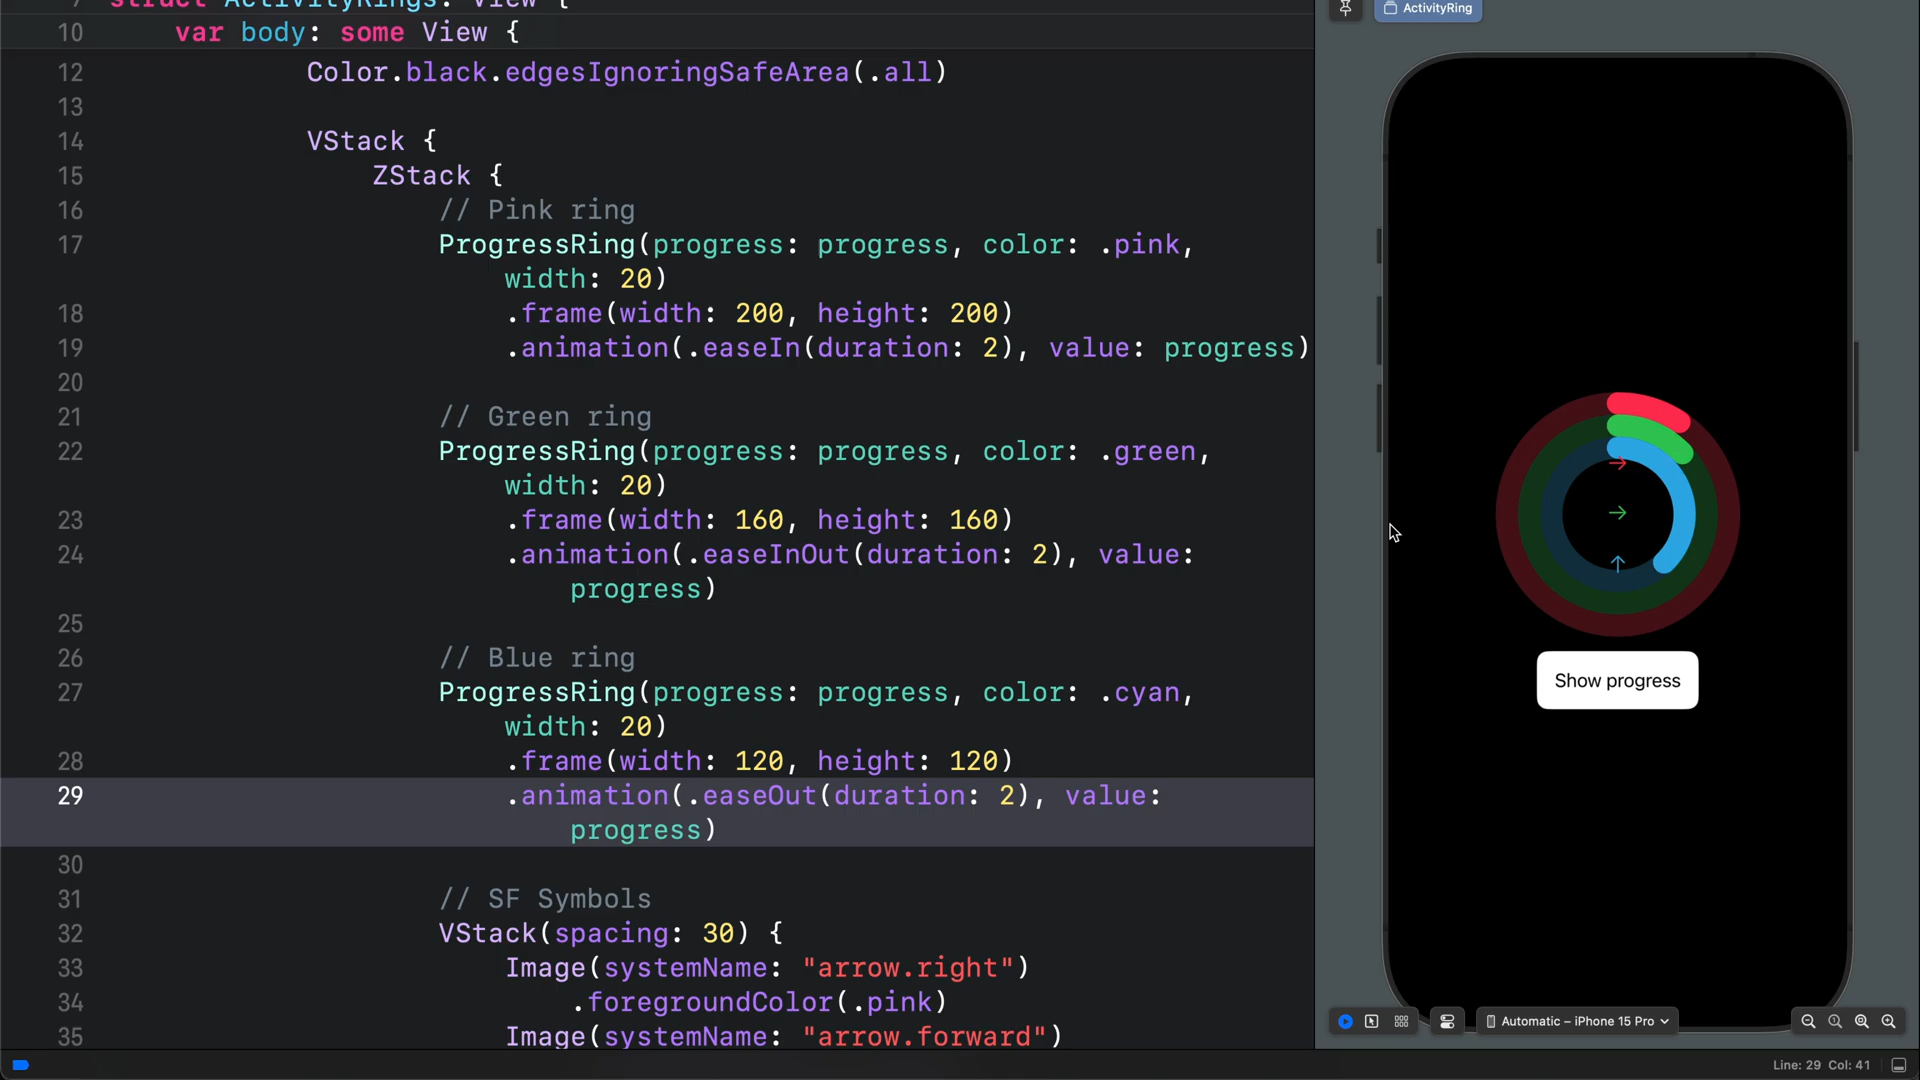 7 struct ActivityRings: View {
10 var body: some View {
12 Color.black.edgesIgnoringSafeArea(.all)
13
14 VStack {
15 ZStack {
16 // Pink ring
17 ProgressRing(progress: progress, color: .pink,
width: 20)
18 .frame(width: 200, height: 200)
19 .animation(.easeIn(duration: 2), value: progress)
20
21 // Green ring
22 ProgressRing(progress: progress, color: .green,
width: 20)
23 .frame(width: 160, height: 160)
24 .animation(.easeInOut(duration: 2), value:
progress)
25
26 // Blue ring
27 ProgressRing(progress: progress, color: .cyan,
width: 20)
28 .frame(width: 120, height: 120)
29 .animation(.easeOut(duration: 2), value:
progress)
30
31 // SF Symbols
32 VStack(spacing: 30) {
33 Image(systemName: "arrow.right")
34 .foregroundColor(.pink)
35 Image(systemName: "arrow.forward")
ActivityRing
Show progress
Automatic – iPhone 15 Pro
Line: 29 Col: 41